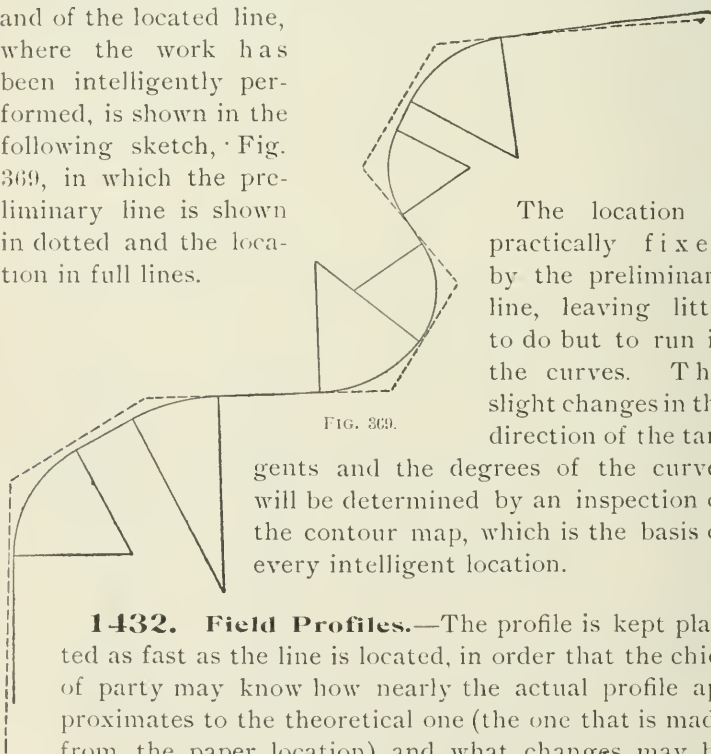 and of the located line,
where the work has
been intelligently per-
formed, is shown in the
following sketch, Fig.
369, in which the pre-
liminary line is shown
in dotted and the loca-
tion in full lines.
The location
practically fixe
by the preliminar
line, leaving litt
to do but to run i
the curves. Th
slight changes in th
direction of the tan
FIG. 369.
gents and the degrees of the curve
will be determined by an inspection o
the contour map, which is the basis o
every intelligent location.
1432. Field Profiles.—The profile is kept plat
ted as fast as the line is located, in order that the chie
of party may know how nearly the actual profile ap
proximates to the theoretical one (the one that is mad
from the paper location) and what changes may b